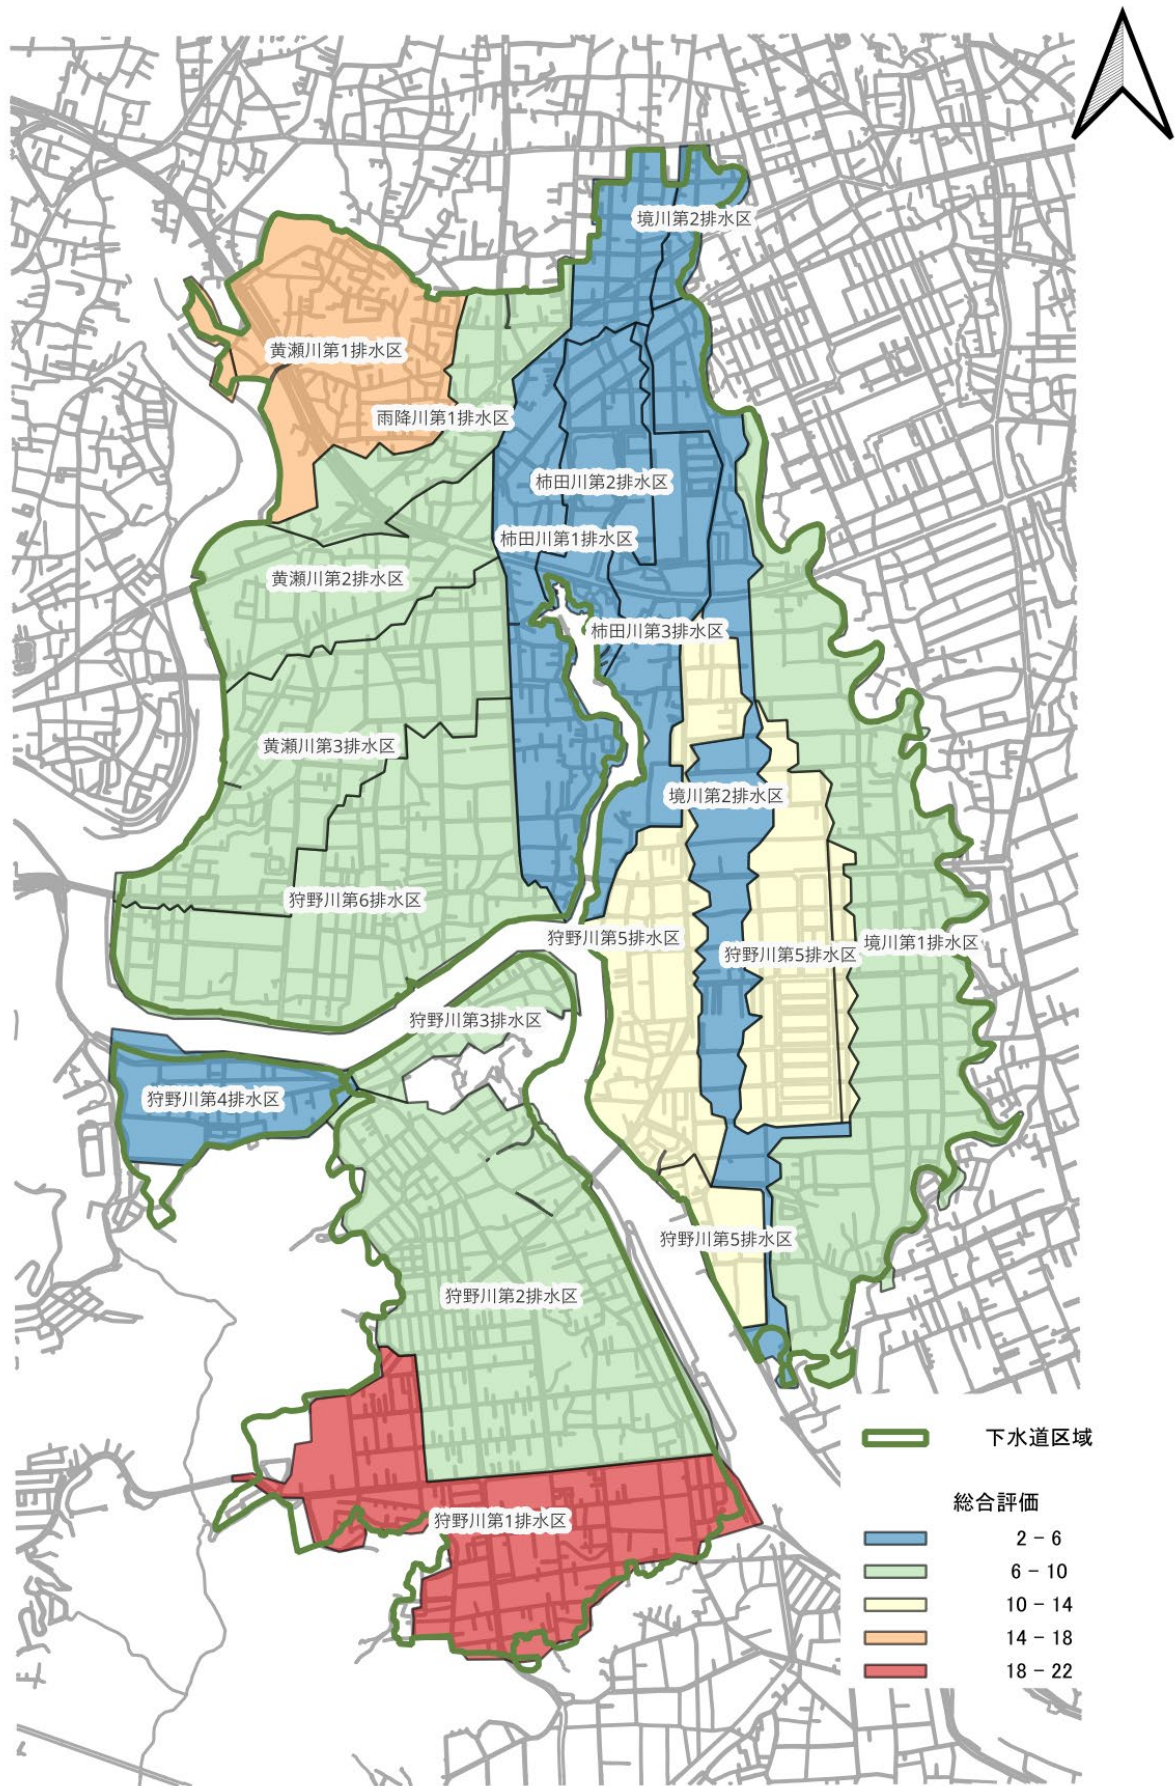 境川第2排水区
黄瀬川第1排水区
雨降川第1排水区
柿田川第2排水区
柿田川第1排水区
黄瀬川第2排水区
柿田川第3排水区
黄瀬川第3排水区
境川第2排水区
狩野川第6排水区
狩野川第5排水区
狩野川第5排水区
境川第1排水区
狩野川第3排水区
狩野川第4排水区
狩野川第5排水区
狩野川第2排水区
狩野川第1排水区
下水道区域
総合評価
2 - 6
6 - 10
10 - 14
14 - 18
18 - 22